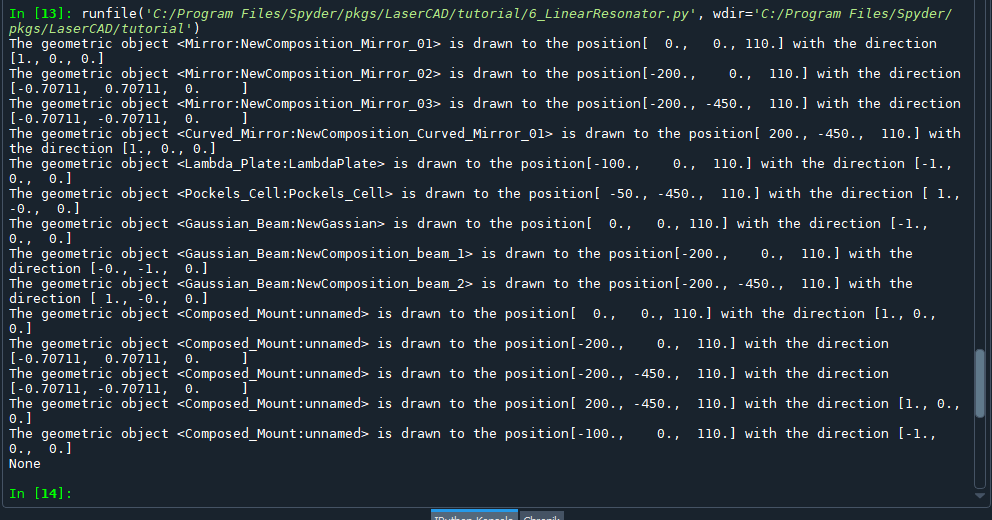 In [13]: runfile('C:/Program Files/Spyder/pkgs/LaserCAD/tutorial/6_LinearResonator.py', wdir='C:/Program Files/Spyder/
pkgs/LaserCAD/tutorial')
The geometric object <Mirror:NewComposition_Mirror_01> is drawn to the position[  0.,   0., 110.] with the direction
[1., 0., 0.]
The geometric object <Mirror:NewComposition_Mirror_02> is drawn to the position[-200.,    0.,  110.] with the direction
[-0.70711,  0.70711,  0.     ]
The geometric object <Mirror:NewComposition_Mirror_03> is drawn to the position[-200., -450.,  110.] with the direction
[-0.70711, -0.70711,  0.     ]
The geometric object <Curved_Mirror:NewComposition_Curved_Mirror_01> is drawn to the position[ 200., -450.,  110.] with
the direction [1., 0., 0.]
The geometric object <Lambda_Plate:LambdaPlate> is drawn to the position[-100.,    0.,  110.] with the direction [-1.,
0.,  0.]
The geometric object <Pockels_Cell:Pockels_Cell> is drawn to the position[ -50., -450.,  110.] with the direction [ 1.,
-0.,  0.]
The geometric object <Gaussian_Beam:NewGassian> is drawn to the position[  0.,   0., 110.] with the direction [-1.,
0.,  0.]
The geometric object <Gaussian_Beam:NewComposition_beam_1> is drawn to the position[-200.,    0.,  110.] with the
direction [-0., -1.,  0.]
The geometric object <Gaussian_Beam:NewComposition_beam_2> is drawn to the position[-200., -450.,  110.] with the
direction [ 1., -0.,  0.]
The geometric object <Composed_Mount:unnamed> is drawn to the position[  0.,   0., 110.] with the direction [1., 0.,
0.]
The geometric object <Composed_Mount:unnamed> is drawn to the position[-200.,    0.,  110.] with the direction
[-0.70711,  0.70711,  0.     ]
The geometric object <Composed_Mount:unnamed> is drawn to the position[-200., -450.,  110.] with the direction
[-0.70711, -0.70711,  0.     ]
The geometric object <Composed_Mount:unnamed> is drawn to the position[ 200., -450.,  110.] with the direction [1., 0.,
0.]
The geometric object <Composed_Mount:unnamed> is drawn to the position[-100.,    0.,  110.] with the direction [-1.,
0.,  0.]
None
In [14]:
IPython-Konsole Chronik